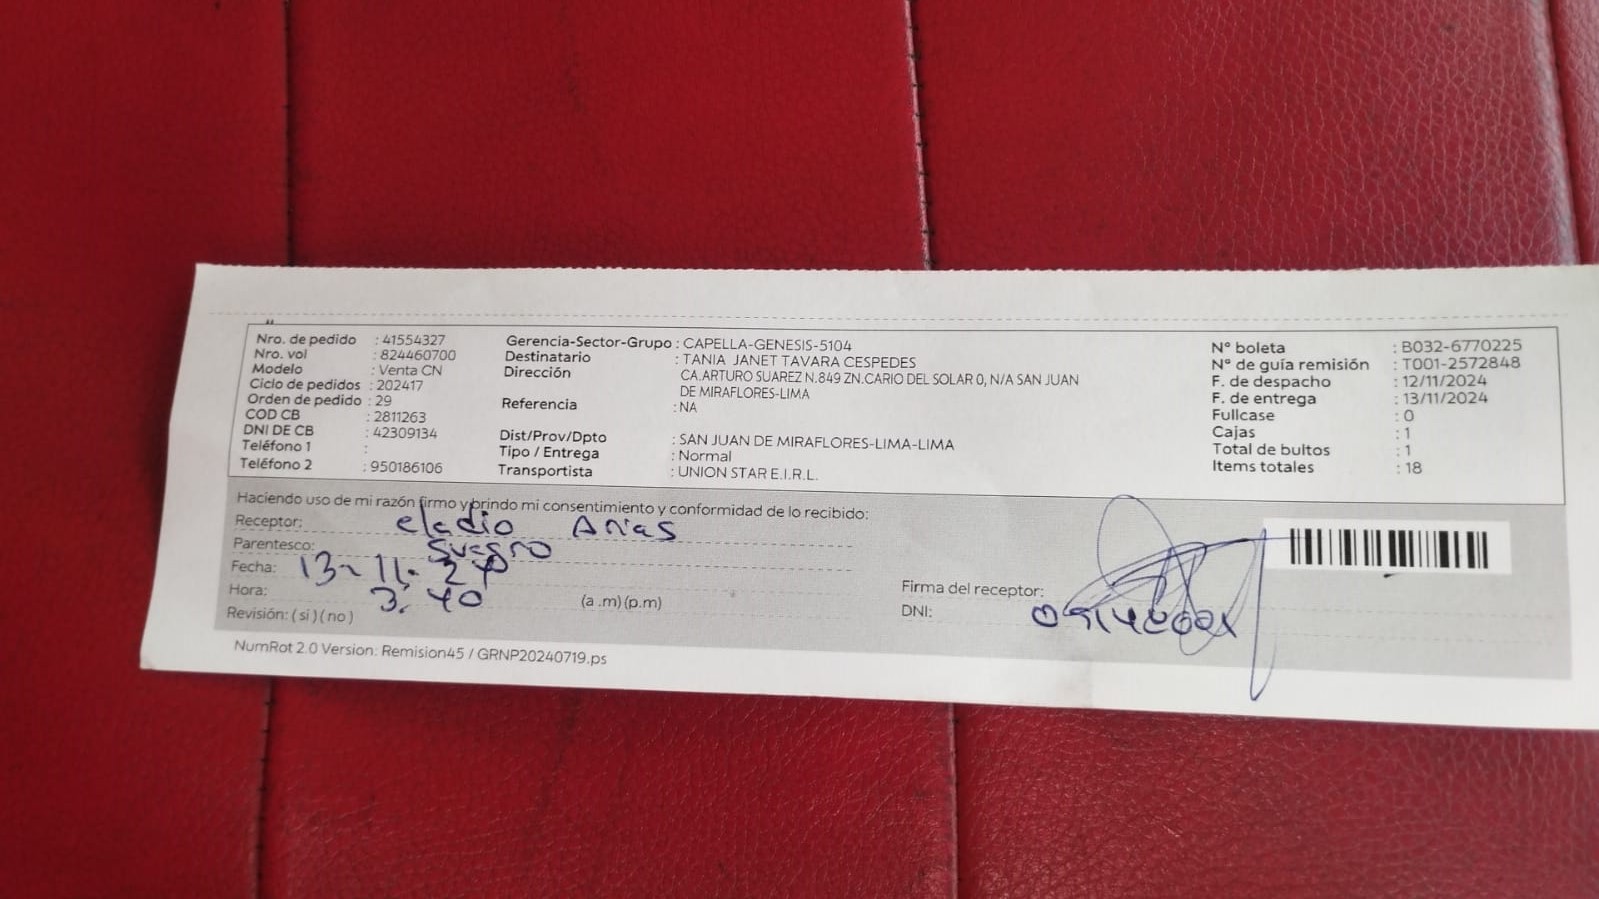 Nro. de pedido : 41554327
Nro. vol : 824460700
Modelo : Venta CN
Ciclo de pedidos : 202417
Orden de pedido : 29
COD CB : 2811263
DNI DE CB : 42309134
Teléfono 1 :
Teléfono 2 : 950186106
Gerencia-Sector-Grupo : CAPELLA-GENESIS-5104
Destinatario : TANIA JANET TAVARA CESPEDES
Dirección CA.ARTURO SUAREZ N.849 ZN.CARIO DEL SOLAR 0, N/A SAN JUAN
DE MIRAFLORES-LIMA
Referencia : NA
Dist/Prov/Dpto : SAN JUAN DE MIRAFLORES-LIMA-LIMA
Tipo / Entrega : Normal
Transportista : UNION STAR E.I.R.L.
N° boleta : B032-6770225
N° de guía remisión : T001-2572848
F. de despacho : 12/11/2024
F. de entrega : 13/11/2024
Fullcase : 0
Cajas : 1
Total de bultos : 1
Items totales : 18
Haciendo uso de mi razón firmo y brindo mi consentimiento y conformidad de lo recibido:
Receptor: eladio Arias
Parentesco: suegro
Fecha: 13-11-24
Hora: 3:40 (a .m) (p.m)
Revisión: ( si ) ( no )
Firma del receptor:
DNI:
NumRot 2.0 Version: Remision45 / GRNP20240719.ps